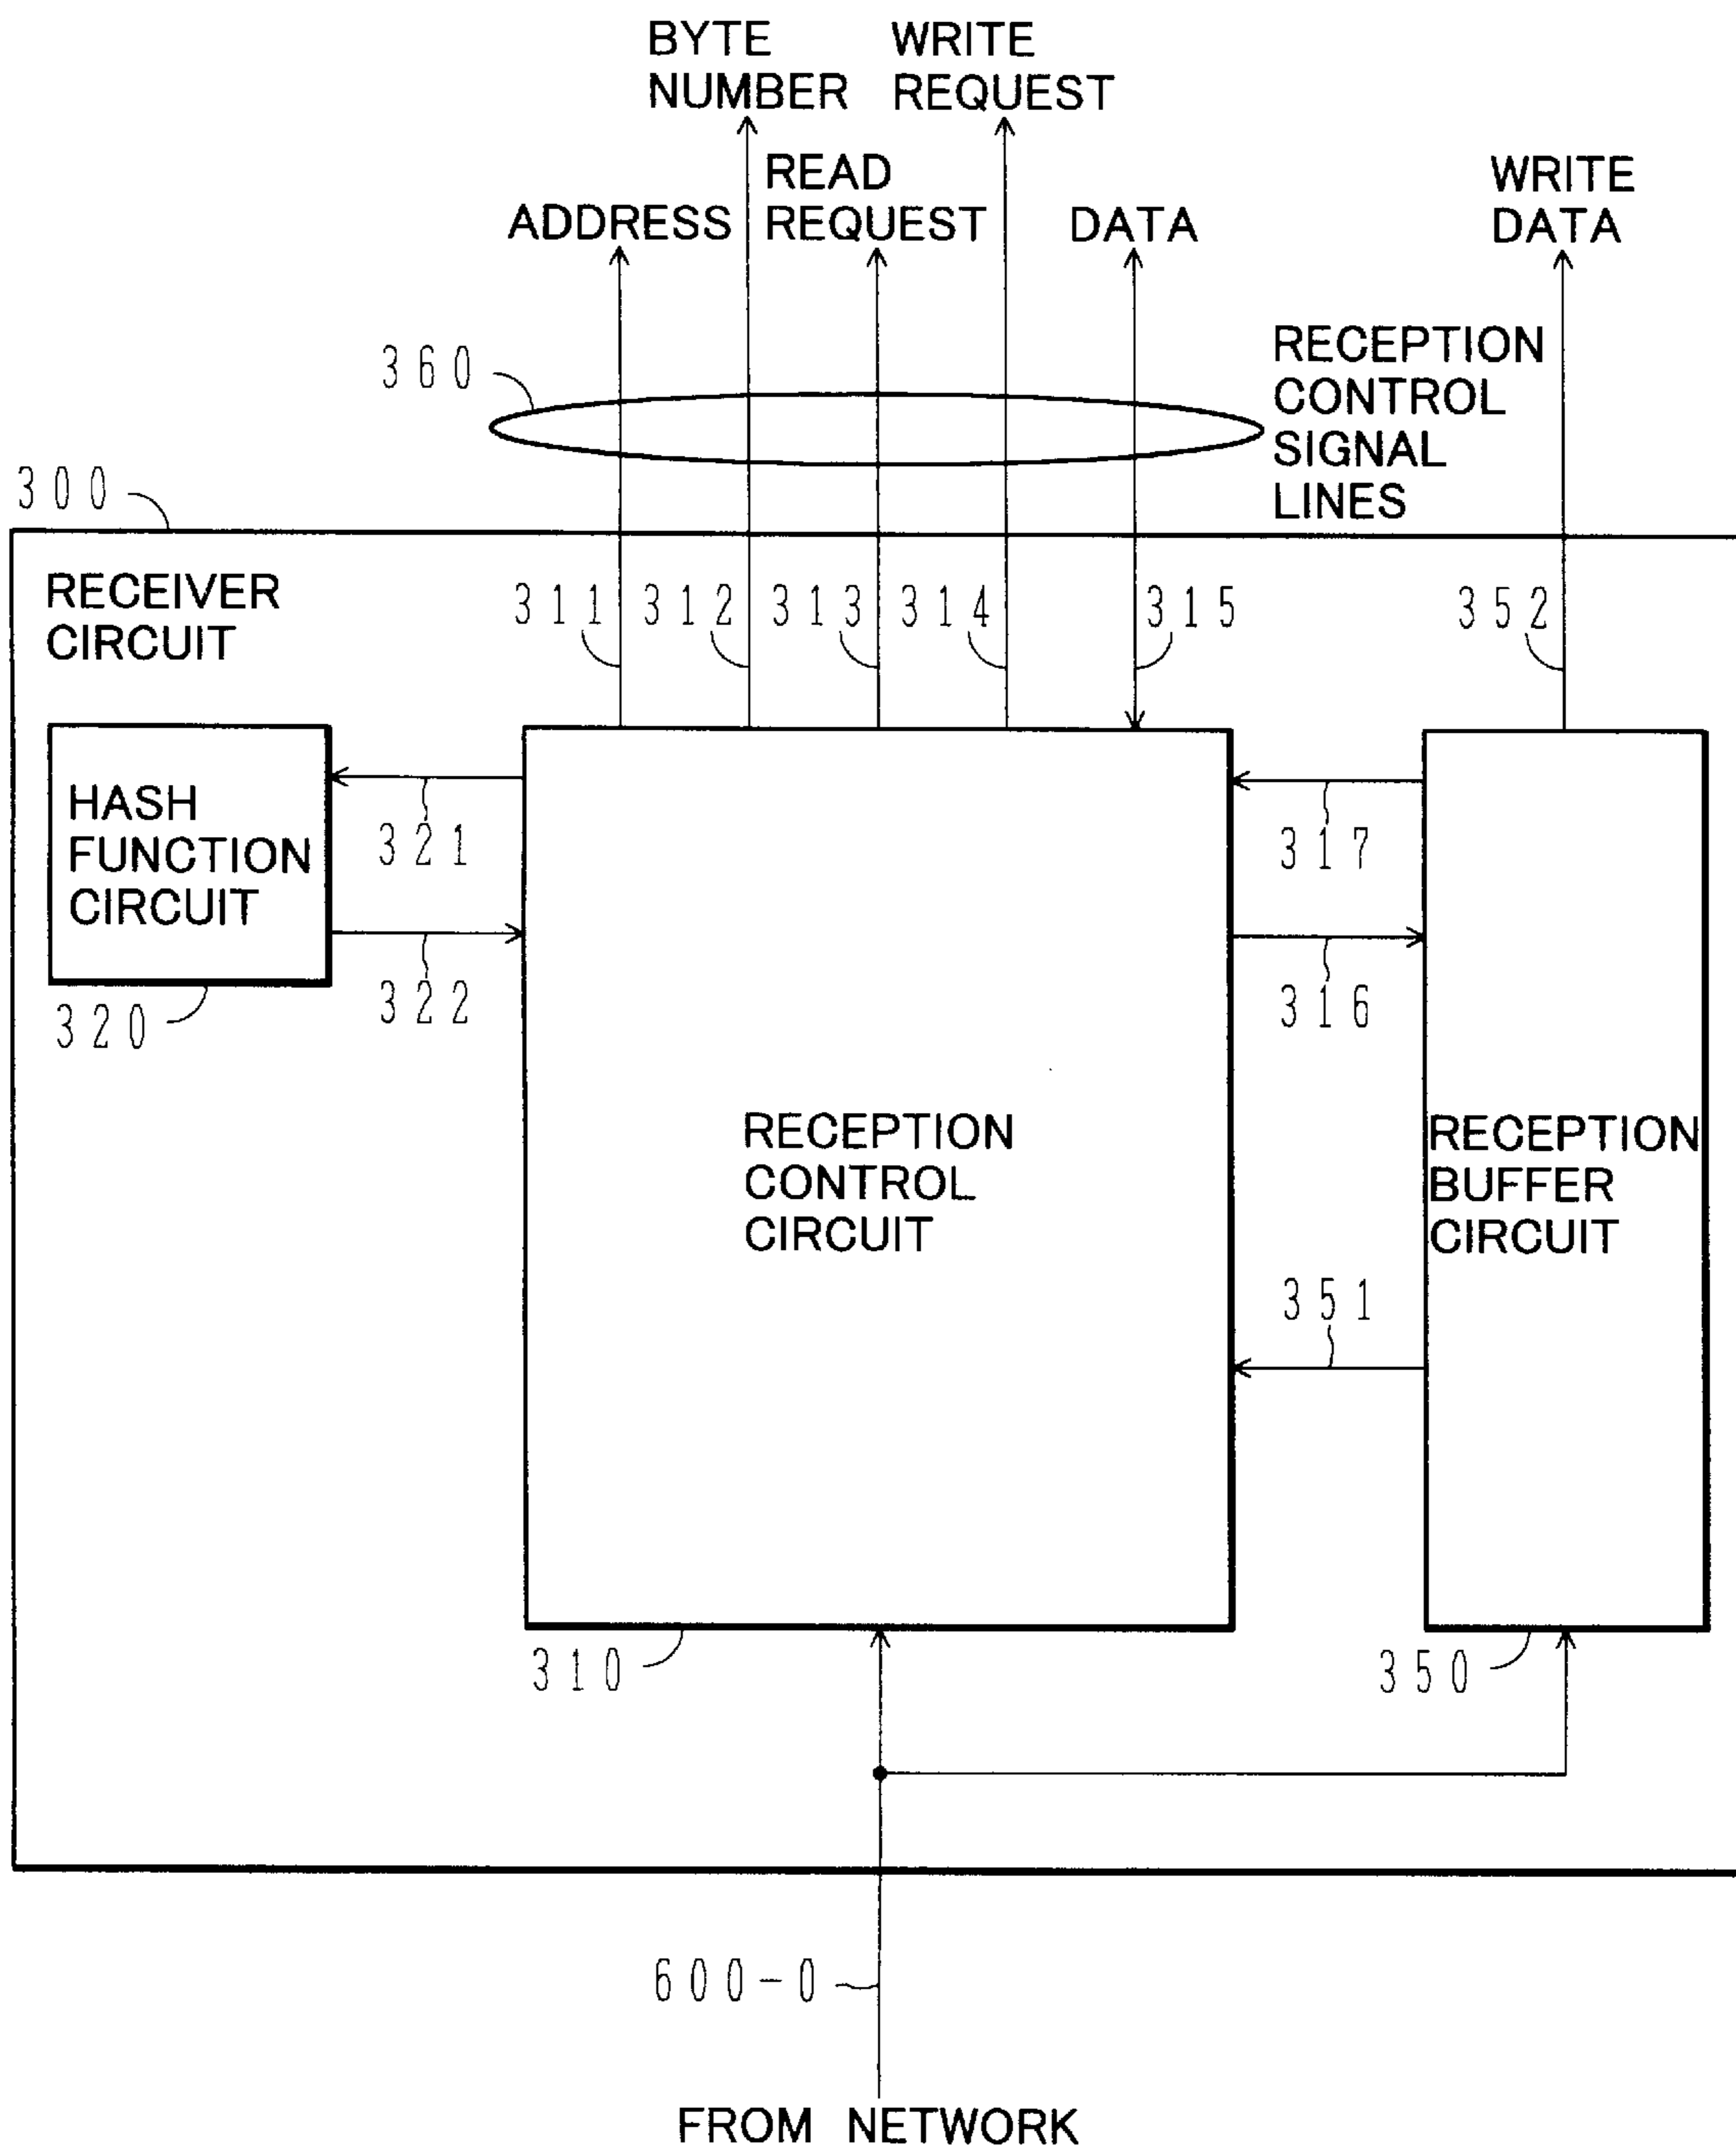 BYTE
NUMBER
WRITE
REQUEST
READ
REQUEST
ADDRESS
DATA
WRITE
DATA
360
RECEPTION
CONTROL
SIGNAL
LINES
300
RECEIVER
CIRCUIT
311
312
313
314
315
352
HASH
FUNCTION
CIRCUIT
321
322
320
317
316
RECEPTION
CONTROL
CIRCUIT
RECEPTION
BUFFER
CIRCUIT
351
310
350
600-0
FROM NETWORK